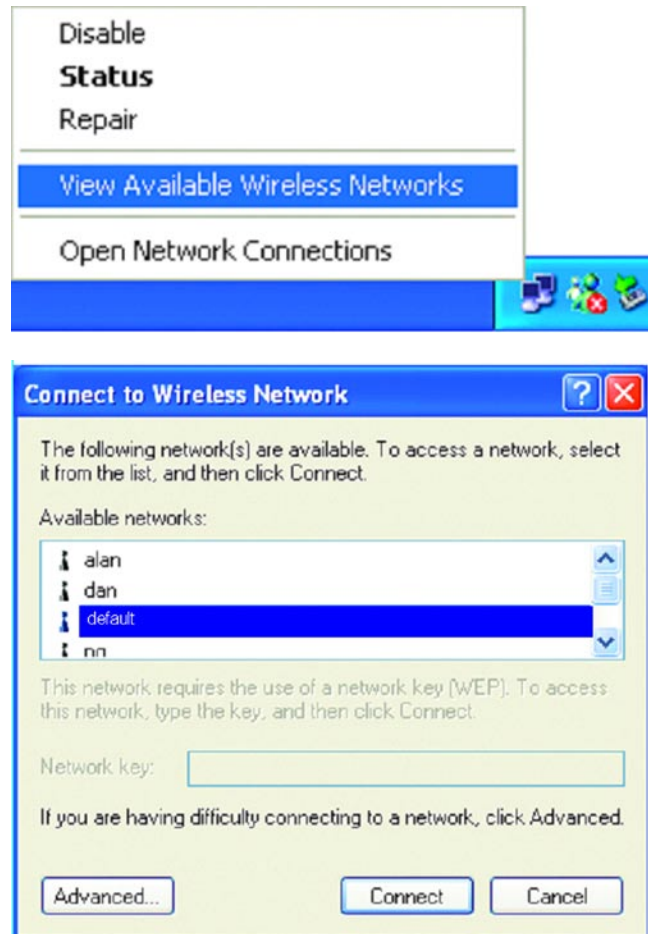 Disable
Status
Repair
View Available Wireless Networks
Open Network Connections
Connect to Wireless Network
The following network(s) are available. To access a network, select
it from the list, and then click Connect.
Available networks:
alan
dan
default
This network requires the use of a network key (WEP). To access
this network, type the key, and then click Connect.
Network key:
If you are having difficulty connecting to a network, click Advanced.
Advanced...
Connect
Cancel